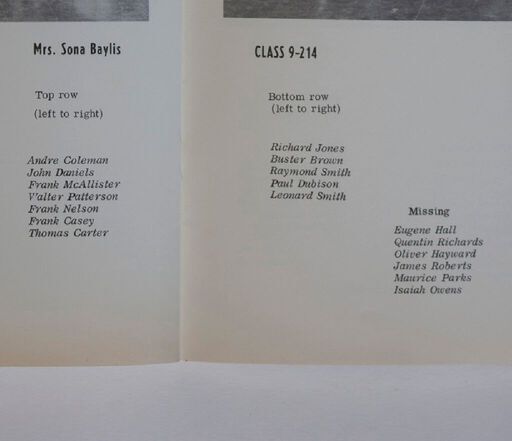 Mrs. Sona Baylis
Top row
(left to right)
Andre Coleman
John Daniels
Frank McAllister
Walter Patterson
Frank Nelson
Frank Casey
Thomas Carter
CLASS 9-214
Bottom row
(left to right)
Richard Jones
Buster Brown
Raymond Smith
Paul Dubison
Leonard Smith
Missing
Eugene Hall
Quentin Richards
Oliver Hayward
James Roberts
Maurice Parks
Isaiah Owens